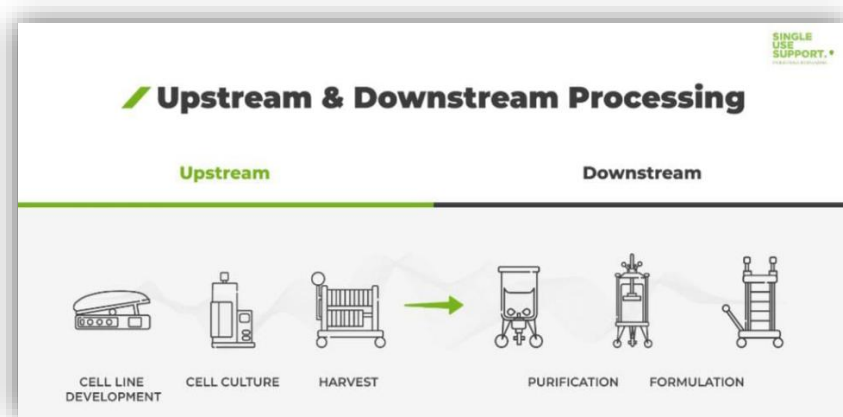 SINGLE
USE
SUPPORT.
Upstream & Downstream Processing
Upstream
Downstream
CELL LINE
DEVELOPMENT
CELL CULTURE
HARVEST
PURIFICATION
FORMULATION